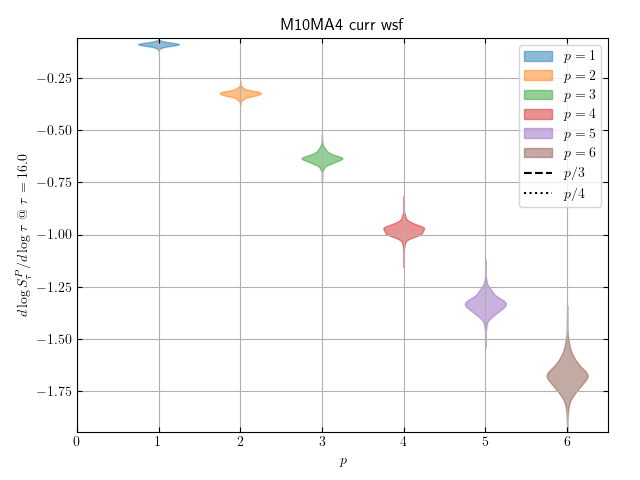 M10MA4 curr wsf
d log S_τ^P / d log τ @ τ = 16.0
−0.25
−0.50
−0.75
−1.00
−1.25
−1.50
−1.75
0 1 2 3 4 5 6
p
p = 1
p = 2
p = 3
p = 4
p = 5
p = 6
p/3
p/4